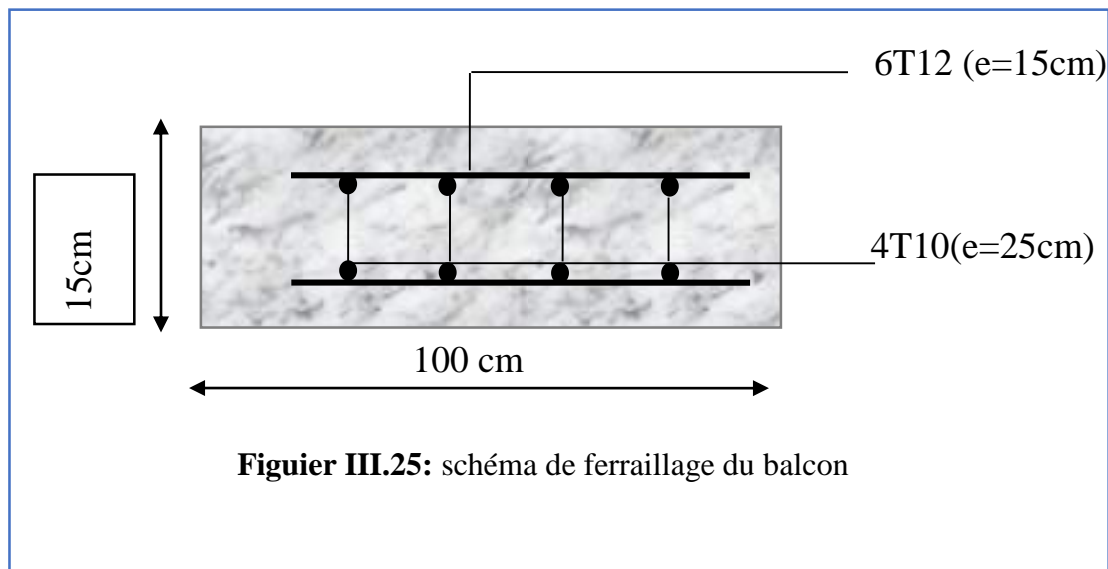 6T12 (e=15cm)
15cm
4T10(e=25cm)
100 cm
Figuier III.25: schéma de ferraillage du balcon